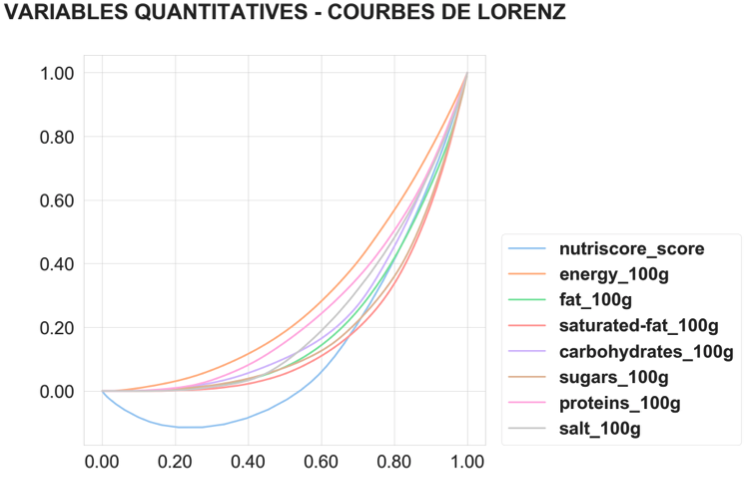 VARIABLES QUANTITATIVES - COURBES DE LORENZ
1.00
0.80
0.60
0.40
0.20
0.00
0.00 0.20 0.40 0.60 0.80 1.00
nutriscore_score
energy_100g
fat_100g
saturated-fat_100g
carbohydrates_100g
sugars_100g
proteins_100g
salt_100g